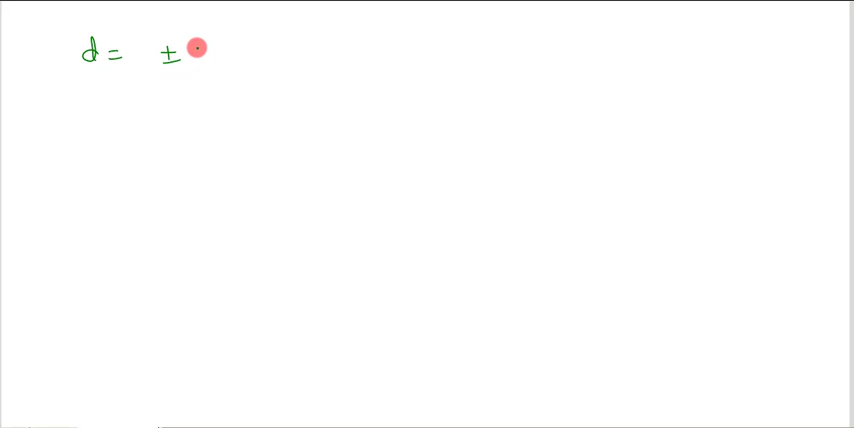 d = ±